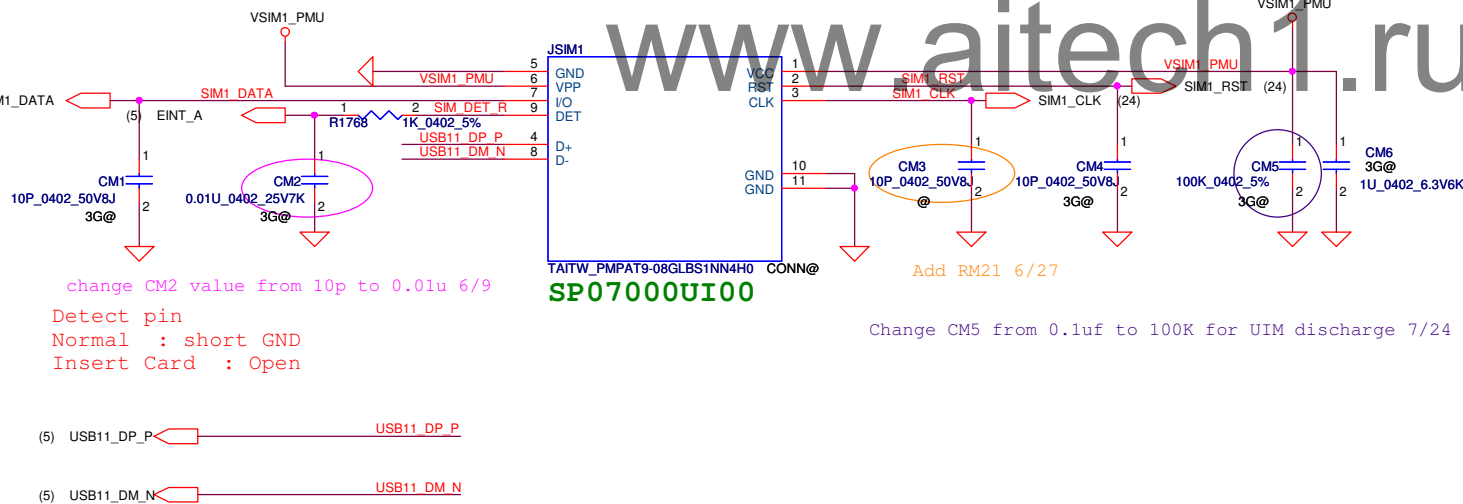 www.aitech1.ru
VSIM1_PMU
VSIM1_PMU
JSIM1
5 GND
VSIM1_PMU 6 VPP
M1_DATA SIM1_DATA 7 I/O
(5) EINT_A R1768 1 2 1K_0402_5% SIM_DET_R 9 DET
USB11_DP_P 4 D+
USB11_DM_N 8 D-
VCC 1 VSIM1_PMU
RST 2 SIM1_RST SIM1_RST (24)
CLK 3 SIM1_CLK SIM1_CLK (24)
GND 10
GND 11
1 CM1 2
10P_0402_50V8J
3G@
1 CM2 2
0.01U_0402_25V7K
3G@
1 CM3 2
10P_0402_50V8J
@
1 CM4 2
10P_0402_50V8J
3G@
1 CM5 2
100K_0402_5%
3G@
1 CM6 2
3G@
1U_0402_6.3V6K
TAITW_PMPAT9-08GLBS1NN4H0 CONN@
SP07000UI00
change CM2 value from 10p to 0.01u 6/9
Add RM21 6/27
Detect pin
Normal : short GND
Insert Card : Open
Change CM5 from 0.1uf to 100K for UIM discharge 7/24
(5) USB11_DP_P USB11_DP_P
(5) USB11_DM_N USB11_DM_N